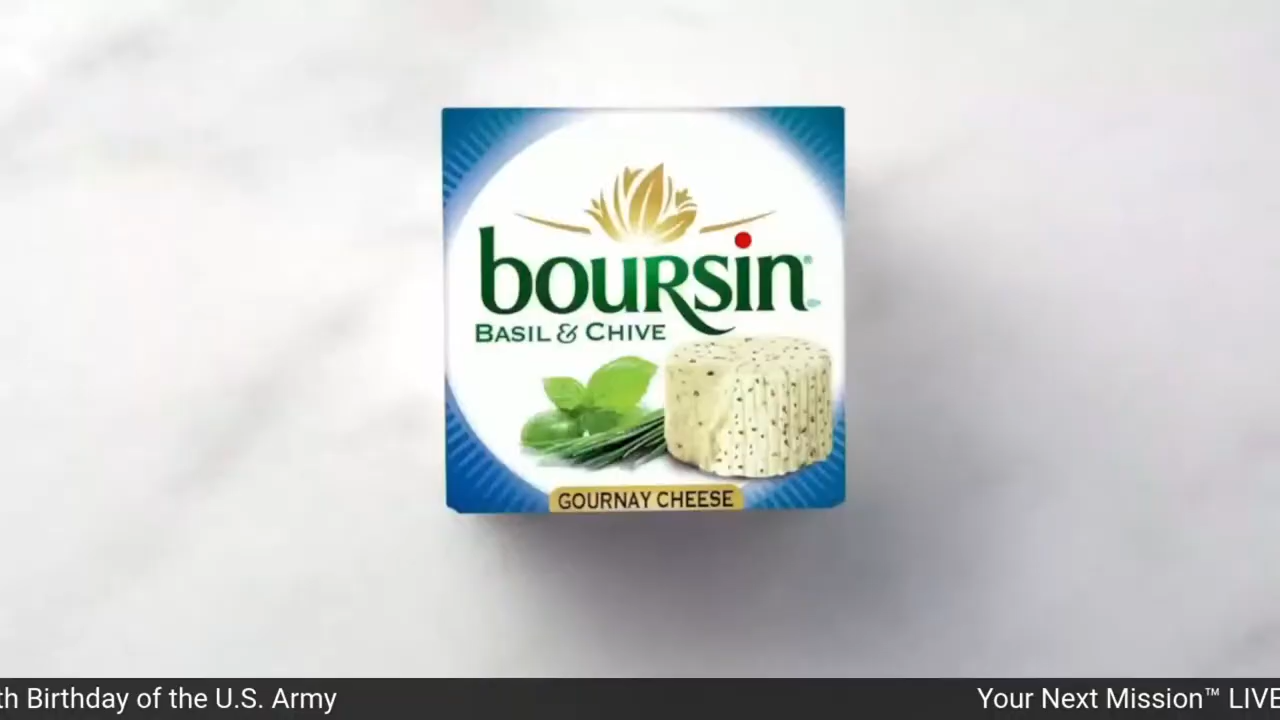 boursin®
BASIL & CHIVE
GOURNAY CHEESE
th Birthday of the U.S. Army
Your Next Mission™ LIVE